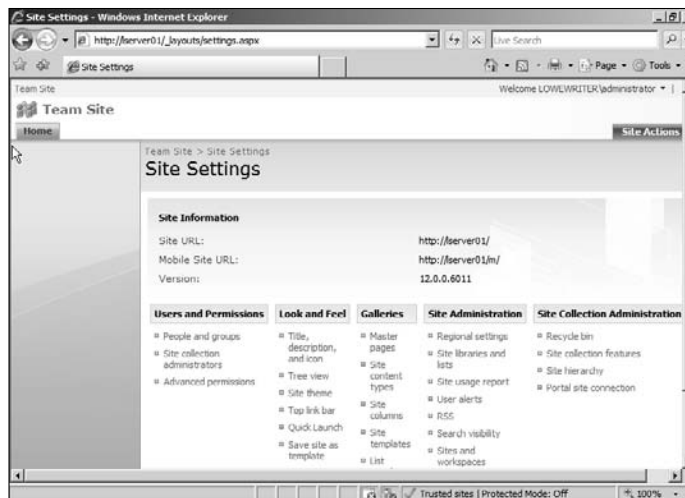 Site Settings - Windows Internet Explorer
http://lserver01/_layouts/settings.aspx
Live Search
Site Settings
Page
Tools
Team Site
Welcome LOWEWRITER\administrator
Team Site
Home
Site Actions
Team Site > Site Settings
Site Settings
Site Information
Site URL:
http://lserver01/
Mobile Site URL:
http://lserver01/m/
Version:
12.0.0.6011
Users and Permissions
People and groups
Site collection
administrators
Advanced permissions
Look and Feel
Title,
description,
and icon
Tree view
Site theme
Top link bar
Quick Launch
Save site as
template
Galleries
Master
pages
Site
content
types
Site
columns
Site
templates
List
Site Administration
Regional settings
Site libraries and
lists
Site usage report
User alerts
RSS
Search visibility
Sites and
workspaces
Site Collection Administration
Recycle bin
Site collection features
Site hierarchy
Portal site connection
Trusted sites | Protected Mode: Off
100%